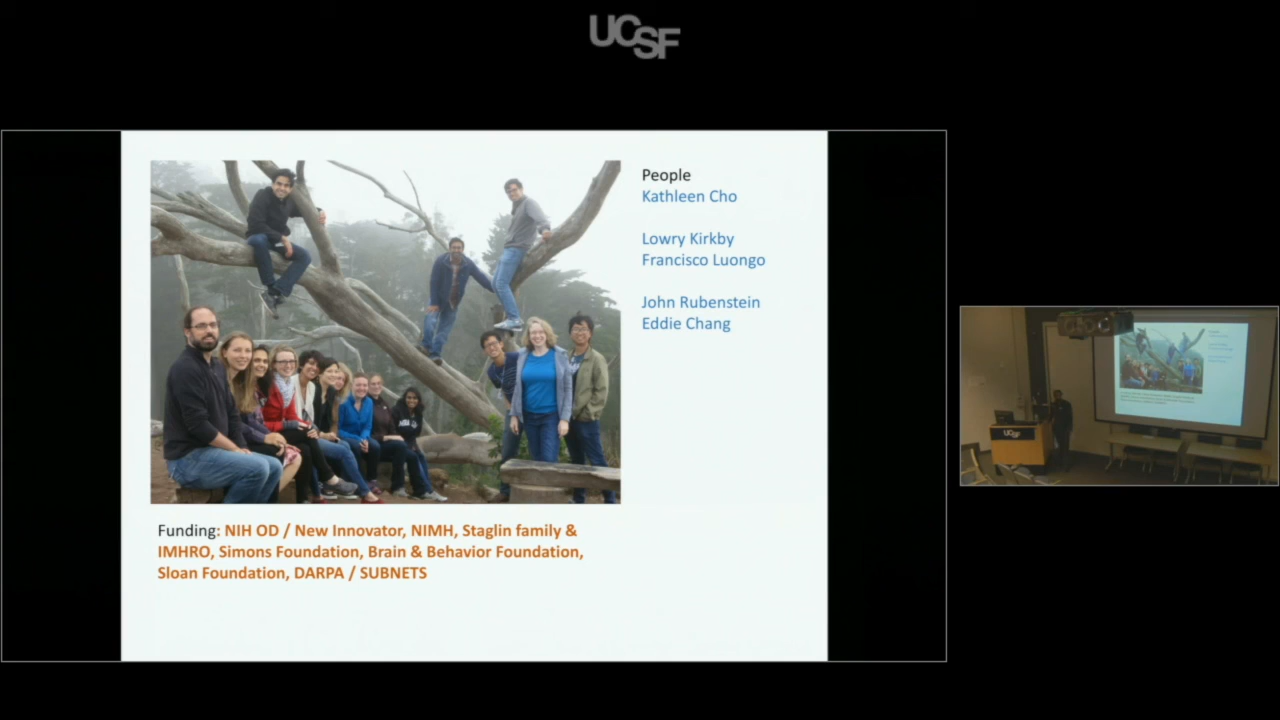 UCSF
People
Kathleen Cho
Lowry Kirkby
Francisco Luongo
John Rubenstein
Eddie Chang
Funding: NIH OD / New Innovator, NIMH, Staglin family &
IMHRO, Simons Foundation, Brain & Behavior Foundation,
Sloan Foundation, DARPA / SUBNETS
UCSF